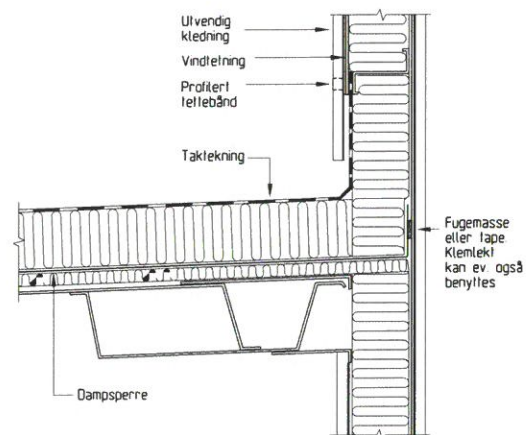 Utvendig
kledning
Vindtetning
Profilert
tettebånd
Taktekning
Fugemasse
eller tape.
Klemlekt
kan ev. også
benyttes
Dampsperre